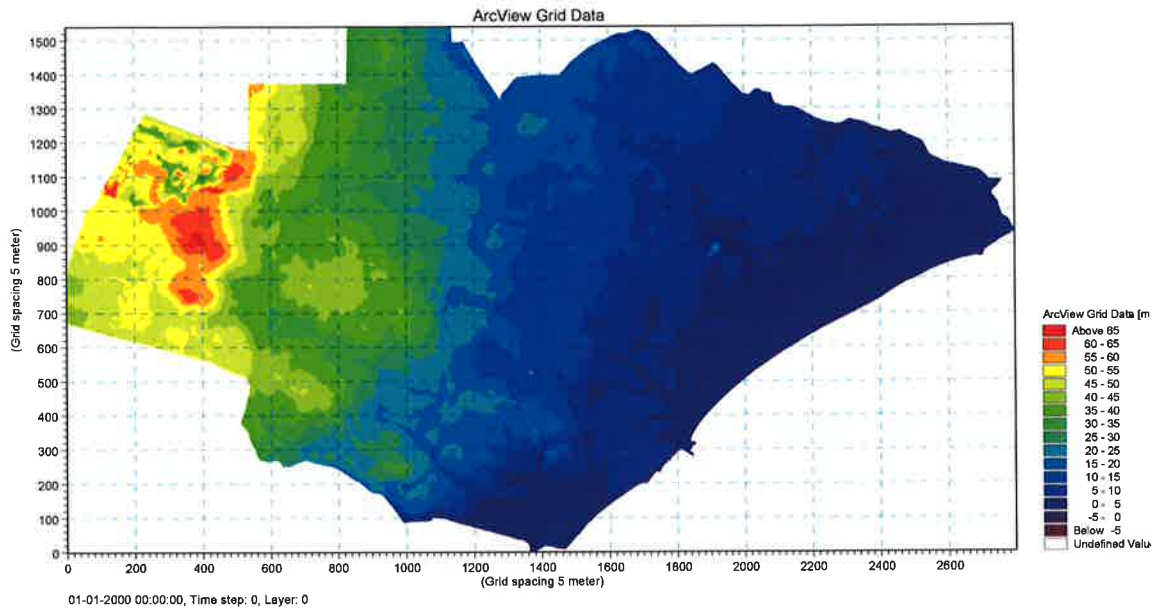 ArcView Grid Data
1500
1400
1300
1200
1100
1000
900
800
700
600
500
400
300
200
100
0
(Grid spacing 5 meter)
0 200 400 600 800 1000 1200 1400 1600 1800 2000 2200 2400 2600
(Grid spacing 5 meter)
01-01-2000 00:00:00, Time step: 0, Layer: 0
ArcView Grid Data [m
Above 65
60 - 65
55 - 60
50 - 55
45 - 50
40 - 45
35 - 40
30 - 35
25 - 30
20 - 25
15 - 20
10 - 15
5 - 10
0 - 5
-5 - 0
Below -5
Undefined Valu